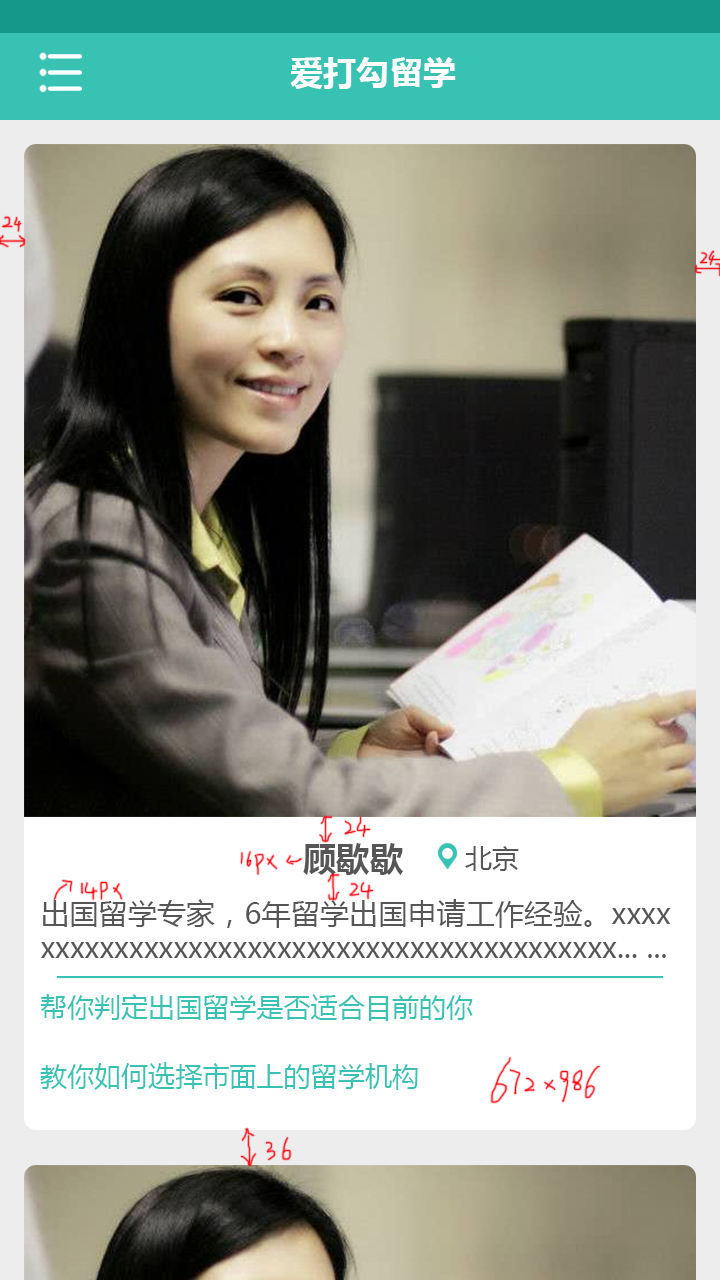 爱打勾留学
24
24
24
16px 顾歇歇 北京
14px 24
出国留学专家，6年留学出国申请工作经验。xxxx
xxxxxxxxxxxxxxxxxxxxxxxxxxxxxxxxxxxxxxxx... ...
帮你判定出国留学是否适合目前的你
教你如何选择市面上的留学机构
672×986
36